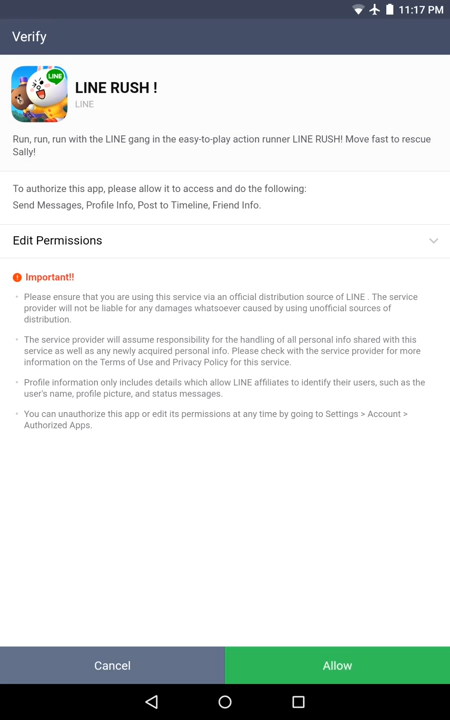 11:17 PM
Verify
LINE
LINE RUSH !
LINE
Run, run, run with the LINE gang in the easy-to-play action runner LINE RUSH! Move fast to rescue
Sally!
To authorize this app, please allow it to access and do the following:
Send Messages, Profile Info, Post to Timeline, Friend Info.
Edit Permissions
! Important!!
• Please ensure that you are using this service via an official distribution source of LINE . The service
provider will not be liable for any damages whatsoever caused by using unofficial sources of
distribution.
• The service provider will assume responsibility for the handling of all personal info shared with this
service as well as any newly acquired personal info. Please check with the service provider for more
information on the Terms of Use and Privacy Policy for this service.
• Profile information only includes details which allow LINE affiliates to identify their users, such as the
user's name, profile picture, and status messages.
• You can unauthorize this app or edit its permissions at any time by going to Settings > Account >
Authorized Apps.
Cancel
Allow